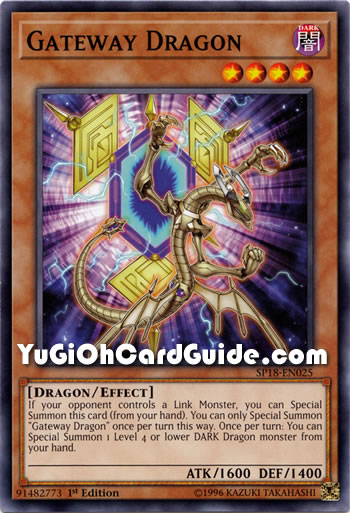 GATEWAY DRAGON
DARK
闇
YuGiOhCardGuide.com
SP18-EN025
[DRAGON/EFFECT]
If your opponent controls a Link Monster, you can Special
Summon this card (from your hand). You can only Special Summon
"Gateway Dragon" once per turn this way. Once per turn: You can
Special Summon 1 Level 4 or lower DARK Dragon monster from
your hand.
ATK/1600 DEF/1400
91482773 1st Edition ©1996 KAZUKI TAKAHASHI